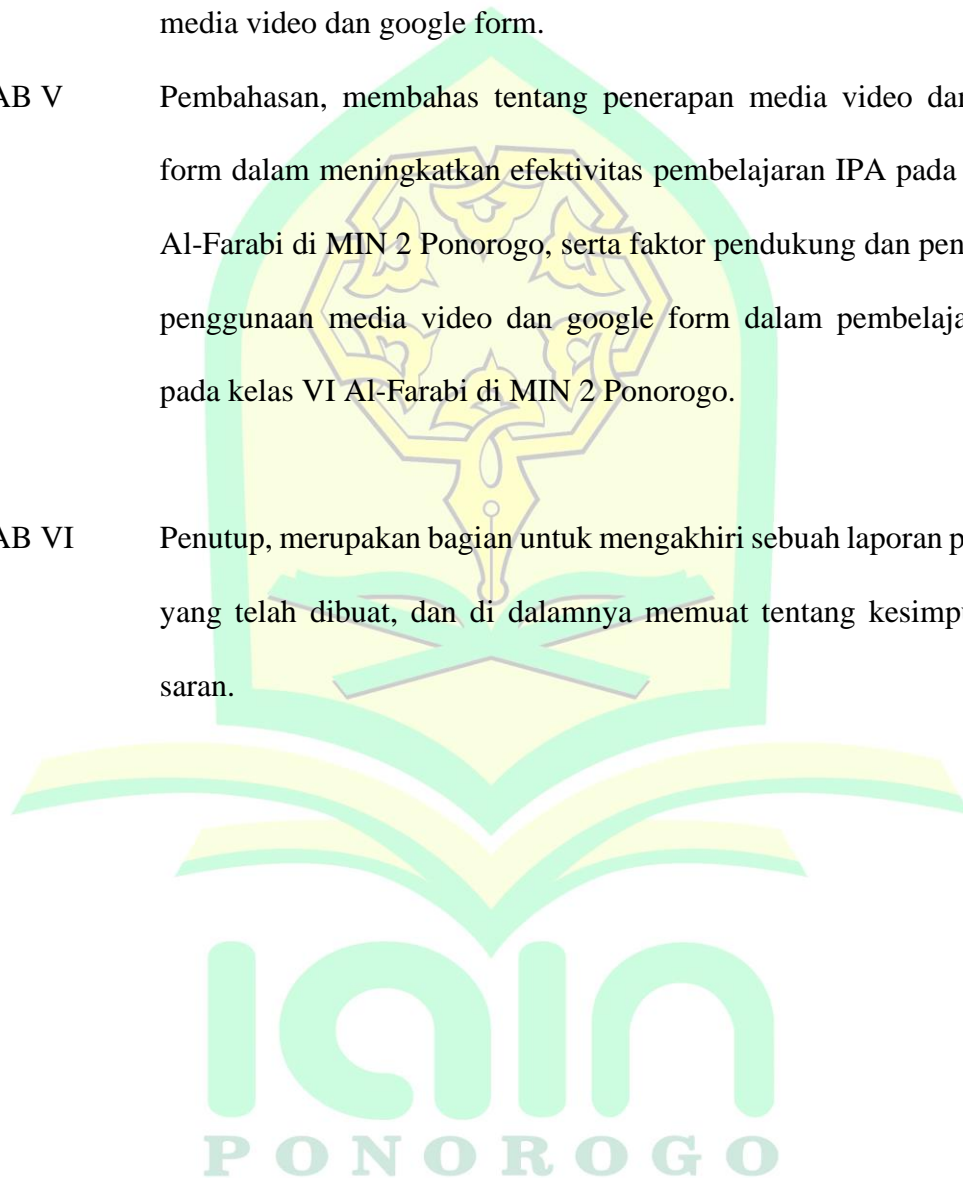 media video dan google form.
AB V Pembahasan, membahas tentang penerapan media video dan
form dalam meningkatkan efektivitas pembelajaran IPA pada
Al-Farabi di MIN 2 Ponorogo, serta faktor pendukung dan pen
penggunaan media video dan google form dalam pembelaja
pada kelas VI Al-Farabi di MIN 2 Ponorogo.
AB VI Penutup, merupakan bagian untuk mengakhiri sebuah laporan p
yang telah dibuat, dan di dalamnya memuat tentang kesimp
saran.
iain
PONOROGO